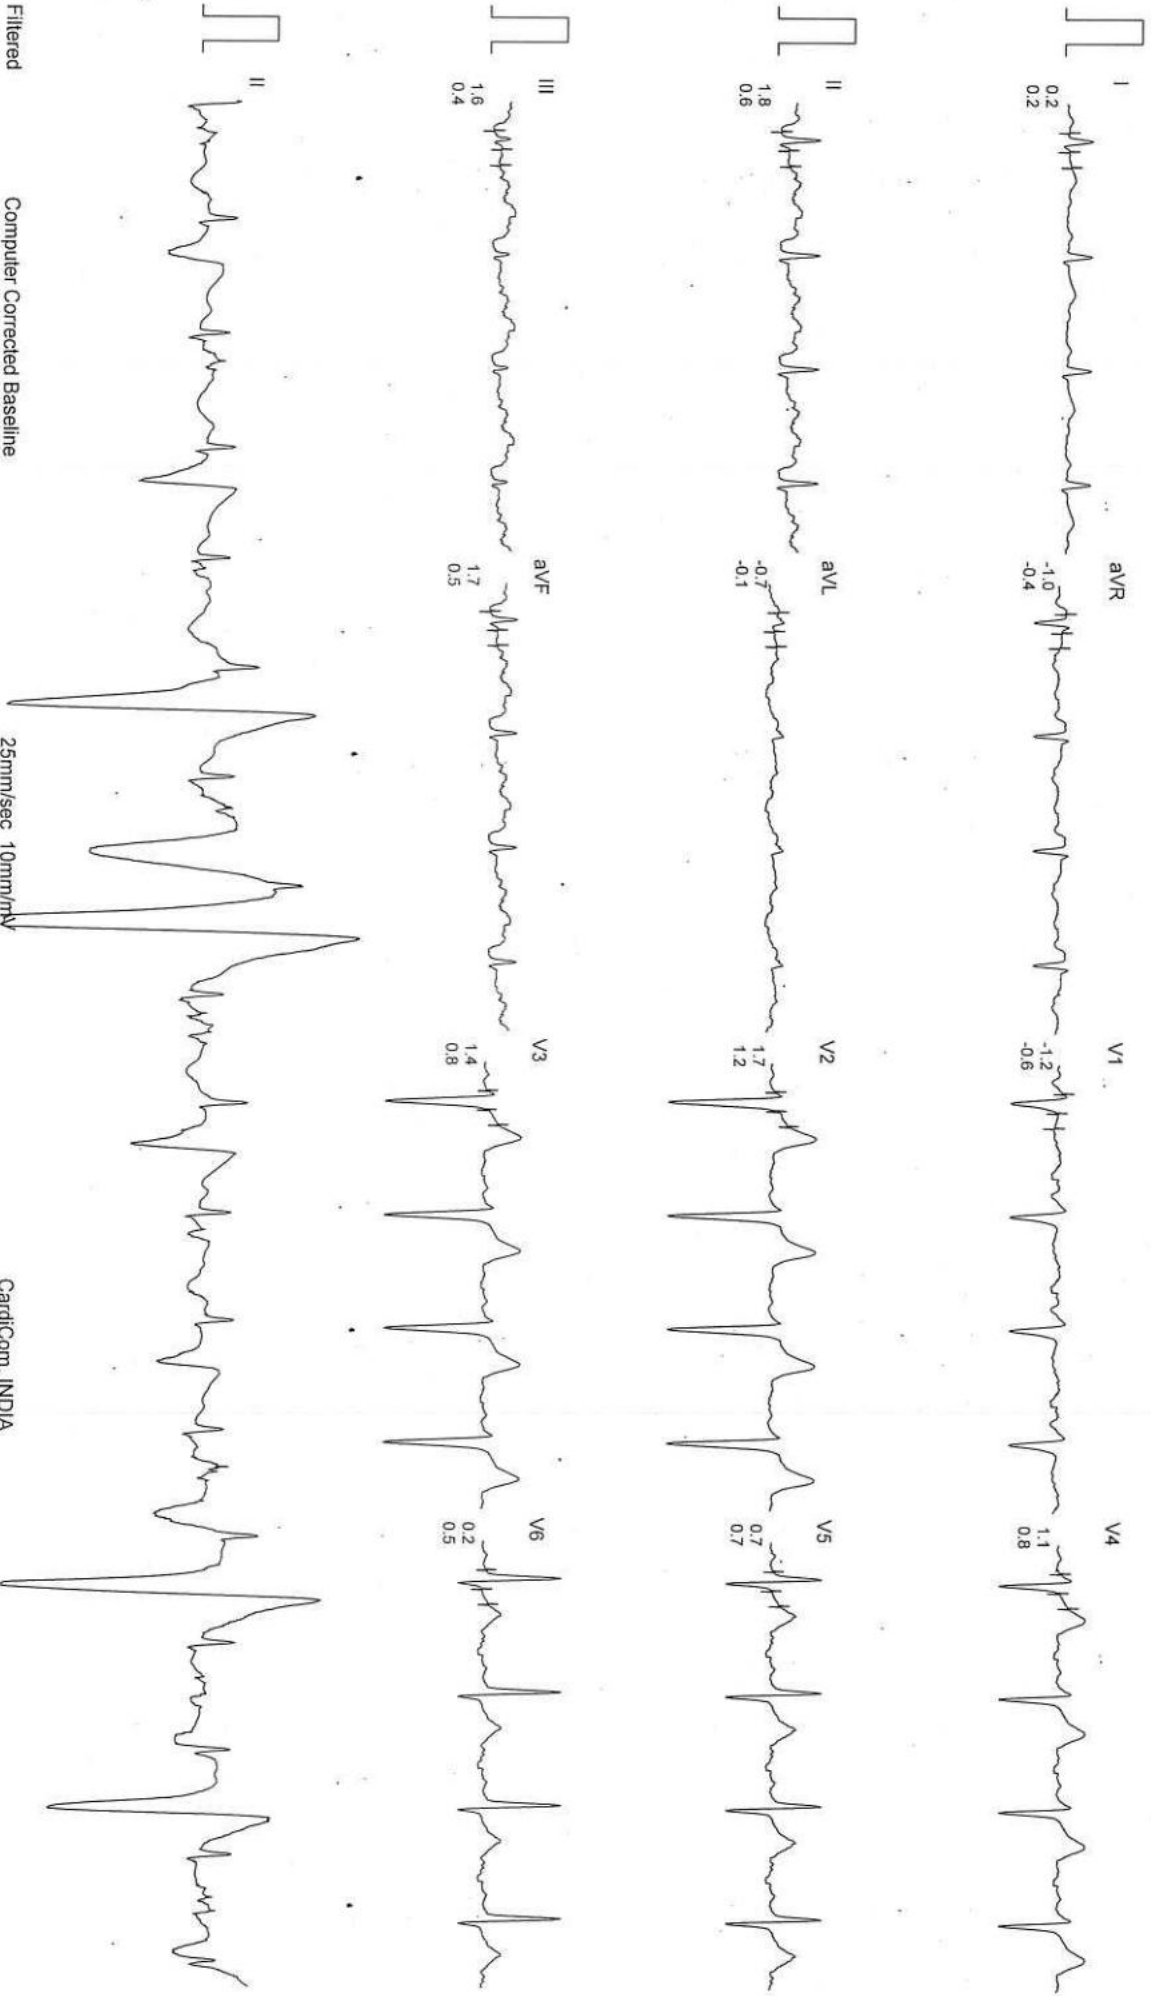 I
0.2
0.2
aVR
-1.0
-0.4
V1
-1.2
-0.6
V4
1.1
0.8
II
1.8
0.6
aVL
-0.7
-0.1
V2
1.7
1.2
V5
0.7
0.7
III
1.6
0.4
aVF
1.7
0.5
V3
1.4
0.8
V6
0.2
0.5
II
Filtered Computer Corrected Baseline 25mm/sec 10mm/mV CardiCom, INDIA